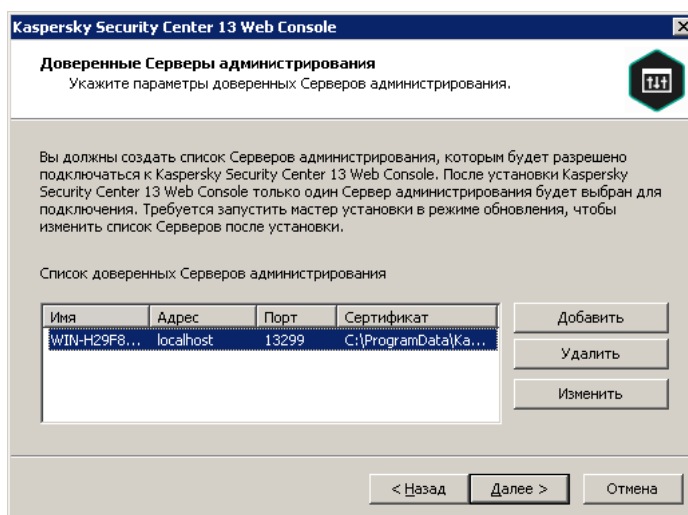 Kaspersky Security Center 13 Web Console
Доверенные Серверы администрирования
Укажите параметры доверенных Серверов администрирования.
Вы должны создать список Серверов администрирования, которым будет разрешено
подключаться к Kaspersky Security Center 13 Web Console. После установки Kaspersky
Security Center 13 Web Console только один Сервер администрирования будет выбран для
подключения. Требуется запустить мастер установки в режиме обновления, чтобы
изменить список Серверов после установки.
Список доверенных Серверов администрирования
Имя Адрес Порт Сертификат
WIN-H29F8... localhost 13299 C:\ProgramData\Ka...
Добавить
Удалить
Изменить
< Назад Далее > Отмена